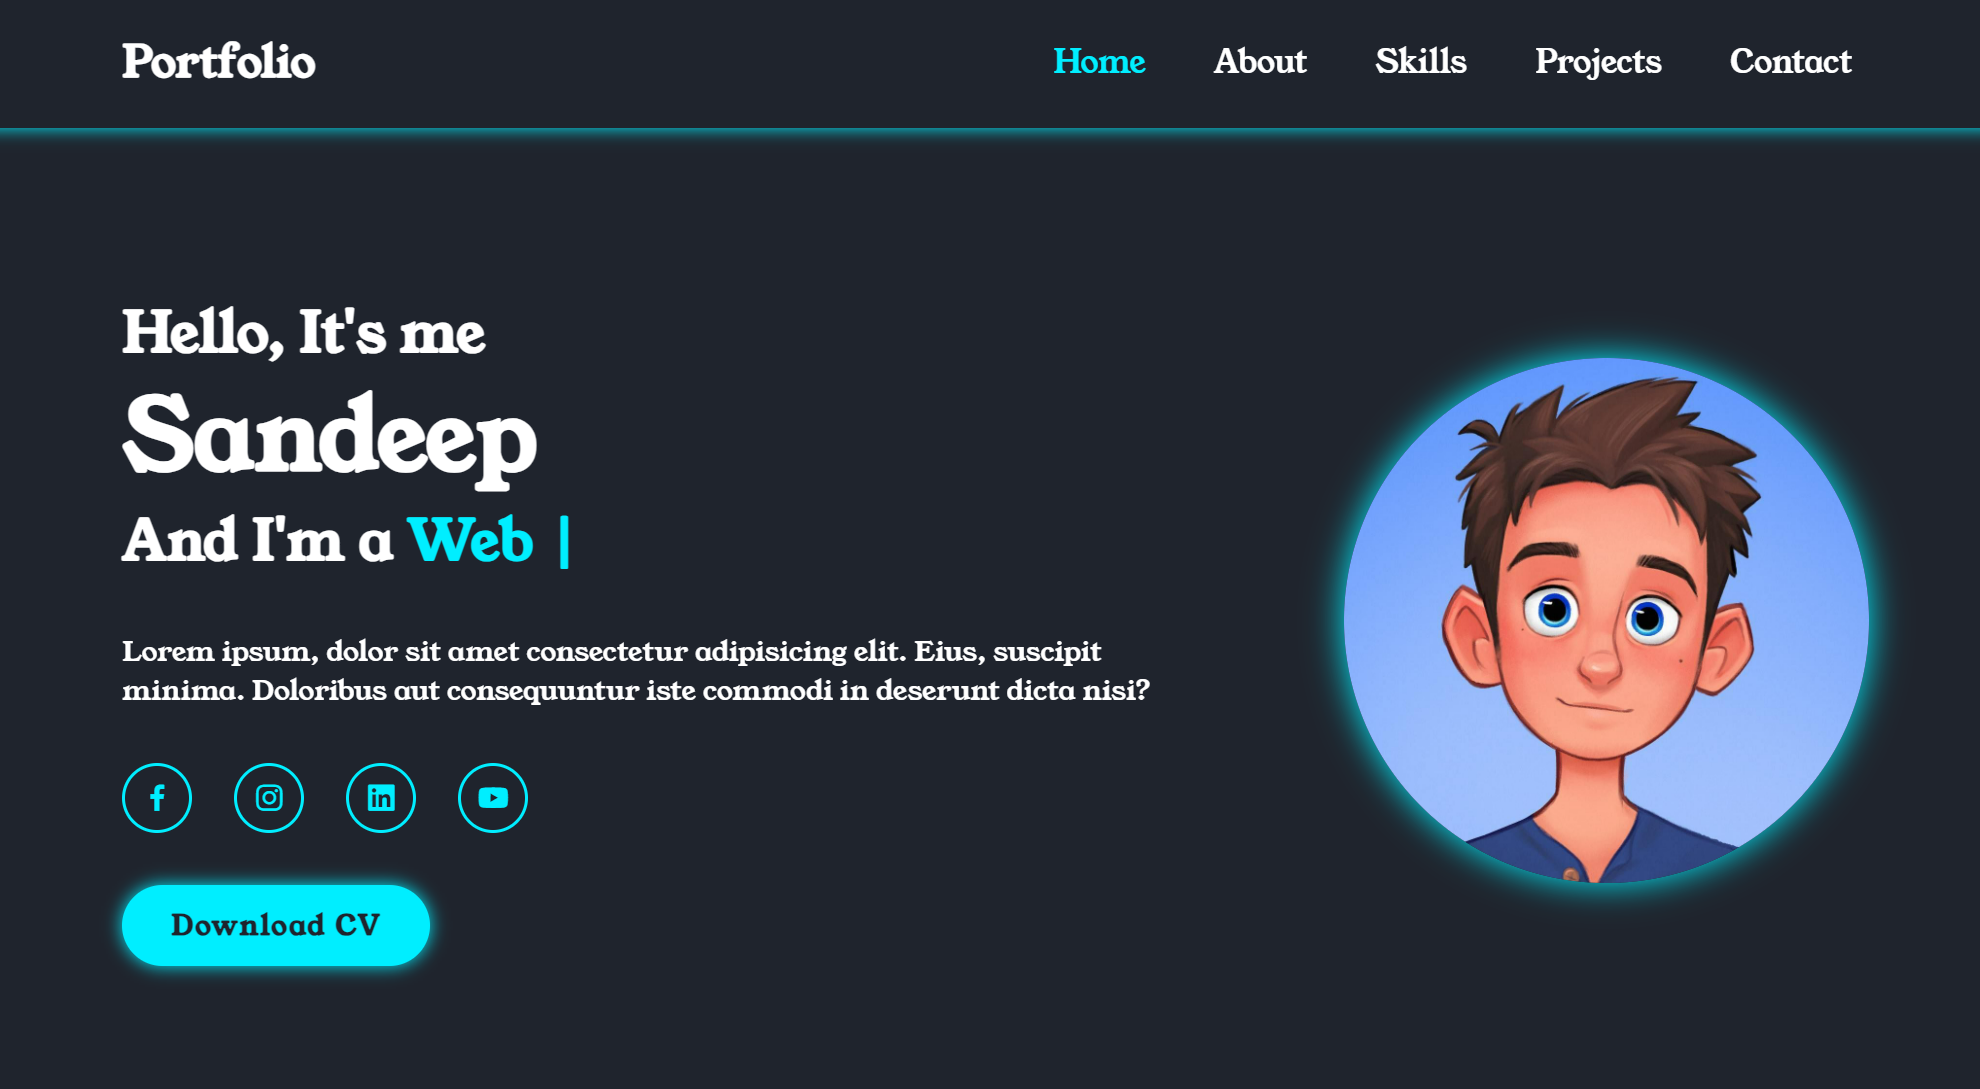 Portfolio
Home About Skills Projects Contact
Hello, It's me
Sandeep
And I'm a Web |
Lorem ipsum, dolor sit amet consectetur adipisicing elit. Eius, suscipit
minima. Doloribus aut consequuntur iste commodi in deserunt dicta nisi?
Download CV